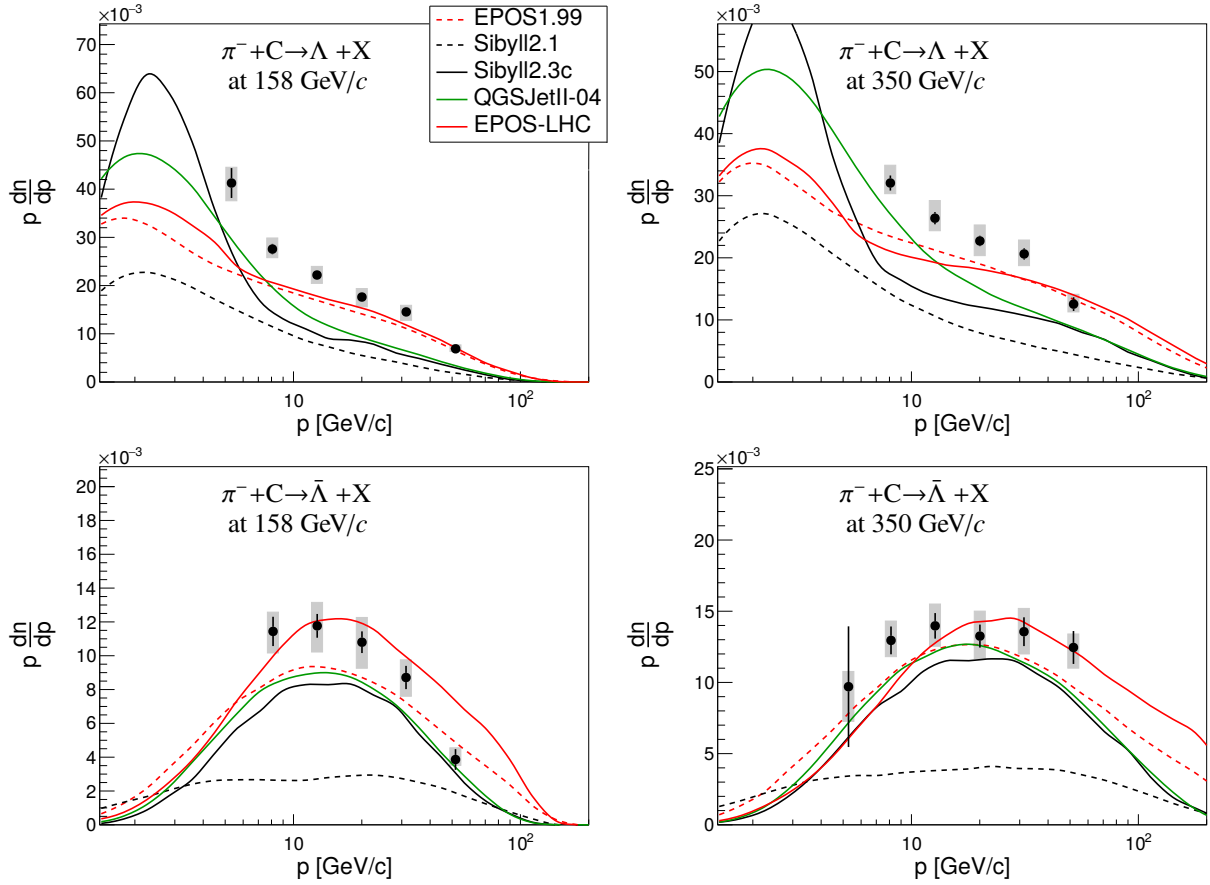 ×10⁻³
70
60
50
40
30
20
10
0
p dn/dp
π⁻+C→Λ +X
at 158 GeV/c
10
10²
p [GeV/c]
EPOS1.99
Sibyll2.1
Sibyll2.3c
QGSJetII-04
EPOS-LHC
×10⁻³
50
40
30
20
10
0
p dn/dp
π⁻+C→Λ +X
at 350 GeV/c
10
10²
p [GeV/c]
×10⁻³
20
18
16
14
12
10
8
6
4
2
0
p dn/dp
π⁻+C→Λ̄ +X
at 158 GeV/c
10
10²
p [GeV/c]
×10⁻³
25
20
15
10
5
0
p dn/dp
π⁻+C→Λ̄ +X
at 350 GeV/c
10
10²
p [GeV/c]